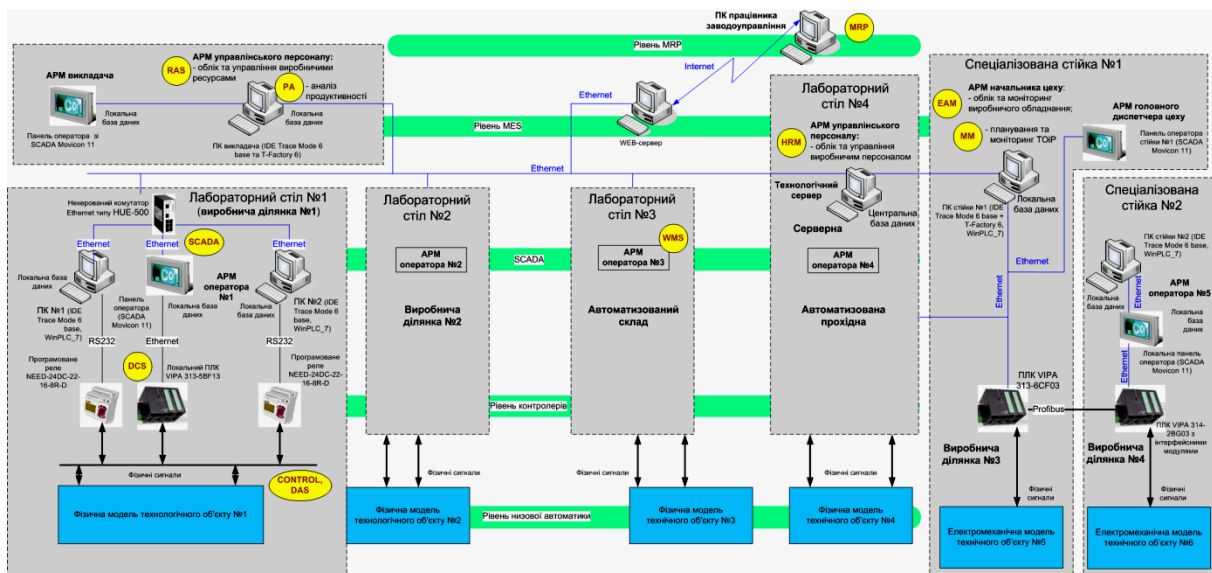 ПК працівника
заводоуправління
MRP
Рівень MRP
Internet
АРМ викладача
Панель оператора зі
SCADA Movicon 11
RAS
АРМ управлінського персоналу:
- облік та управління виробничими
ресурсами
PA
- аналіз
продуктивності
Локальна
база даних
Локальна
база даних
ПК викладача (IDE Trace Mode 6
base та T-Factory 6)
Рівень MES
Ethernet
WEB-сервер
Ethernet
Лабораторний
стіл №4
АРМ управлінського
персоналу:
HRM
- облік та управління
виробничим персоналом
Технологічний
сервер
Центральна
база даних
Серверна
АРМ
оператора №4
Автоматизована
прохідна
Спеціалізована стійка №1
EAM
АРМ начальника цеху:
- облік та моніторинг
виробничого обладнання;
MM
- планування та
моніторинг ТОіР
АРМ головного
диспетчера цеху
Панель оператора
стійки №1 (SCADA
Movicon 11)
Локальна
база даних
ПК стійки №1 (IDE
Trace Mode 6 base +
T-Factory 6,
WinPLC_7)
Ethernet
Ethernet
ПЛК VIPA
313-6CF03
Profibus
Виробнича
ділянка №3
Фізичні
сигнали
Електромеханічна модель
технічного об'єкту №5
Спеціалізована
стійка №2
ПК стійки №2 (IDE
Trace Mode 6 base,
WinPLC_7)
Ethernet
Локальна
база даних
АРМ
оператора №5
Локальна
база даних
Локальна панель
оператора (SCADA
Movicon 11)
Ethernet
ПЛК VIPA 314-
2BG03 з
інтерфейсними
модулями
Виробнича
ділянка №4
Фізичні
сигнали
Електромеханічна модель
технічного об'єкту №6
Лабораторний стіл №1
(виробнича ділянка №1)
Некерований комутатор
Ethernet типу HUE-500
Ethernet
Ethernet
Ethernet
SCADA
Локальна база
даних
АРМ
оператора
№1
ПК №1 (IDE
Trace Mode 6
base,
WinPLC_7)
Панель
оператора
(SCADA
Movicon 11)
Локальна база
даних
Локальна
база даних
ПК №2 (IDE
Trace Mode 6
base,
WinPLC_7)
RS232
Ethernet
RS232
Програмоване
реле
NEED-24DC-22-
16-8R-D
DCS
Локальний ПЛК
VIPA 313-5BF13
Програмоване
реле
NEED-24DC-22-
16-8R-D
Фізичні сигнали
CONTROL,
DAS
Фізична модель технологічного об'єкту №1
Лабораторний
стіл №2
АРМ
оператора №2
Виробнича
ділянка №2
Фізичні
сигнали
Фізична модель
технологічного об'єкту №2
SCADA
Рівень контролерів
Рівень низової автоматики
Лабораторний
стіл №3
WMS
АРМ
оператора №3
Автоматизований
склад
Фізичні
сигнали
Фізична модель
технічного об'єкту №3
Фізичні
сигнали
Фізична модель
технічного об'єкту №4